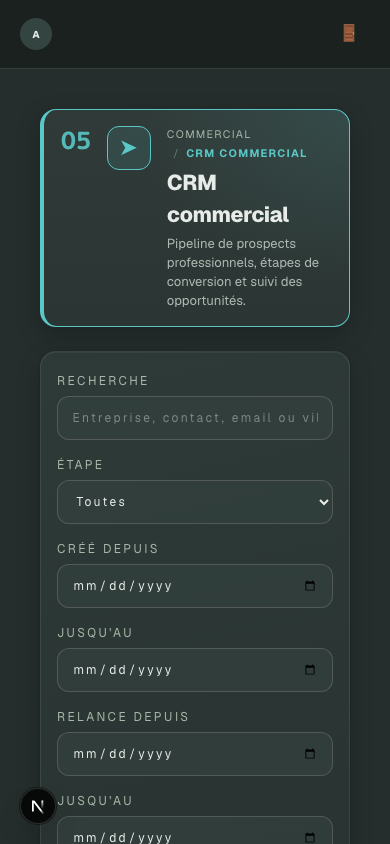 A
05
COMMERCIAL
/ CRM COMMERCIAL
CRM
commercial
Pipeline de prospects
professionnels, étapes de
conversion et suivi des
opportunités.
RECHERCHE
Entreprise, contact, email ou vil
ÉTAPE
Toutes
CRÉÉ DEPUIS
mm/dd/yyyy
JUSQU'AU
mm/dd/yyyy
RELANCE DEPUIS
mm/dd/yyyy
N
JUSQU'AU
mm/dd/yyyy